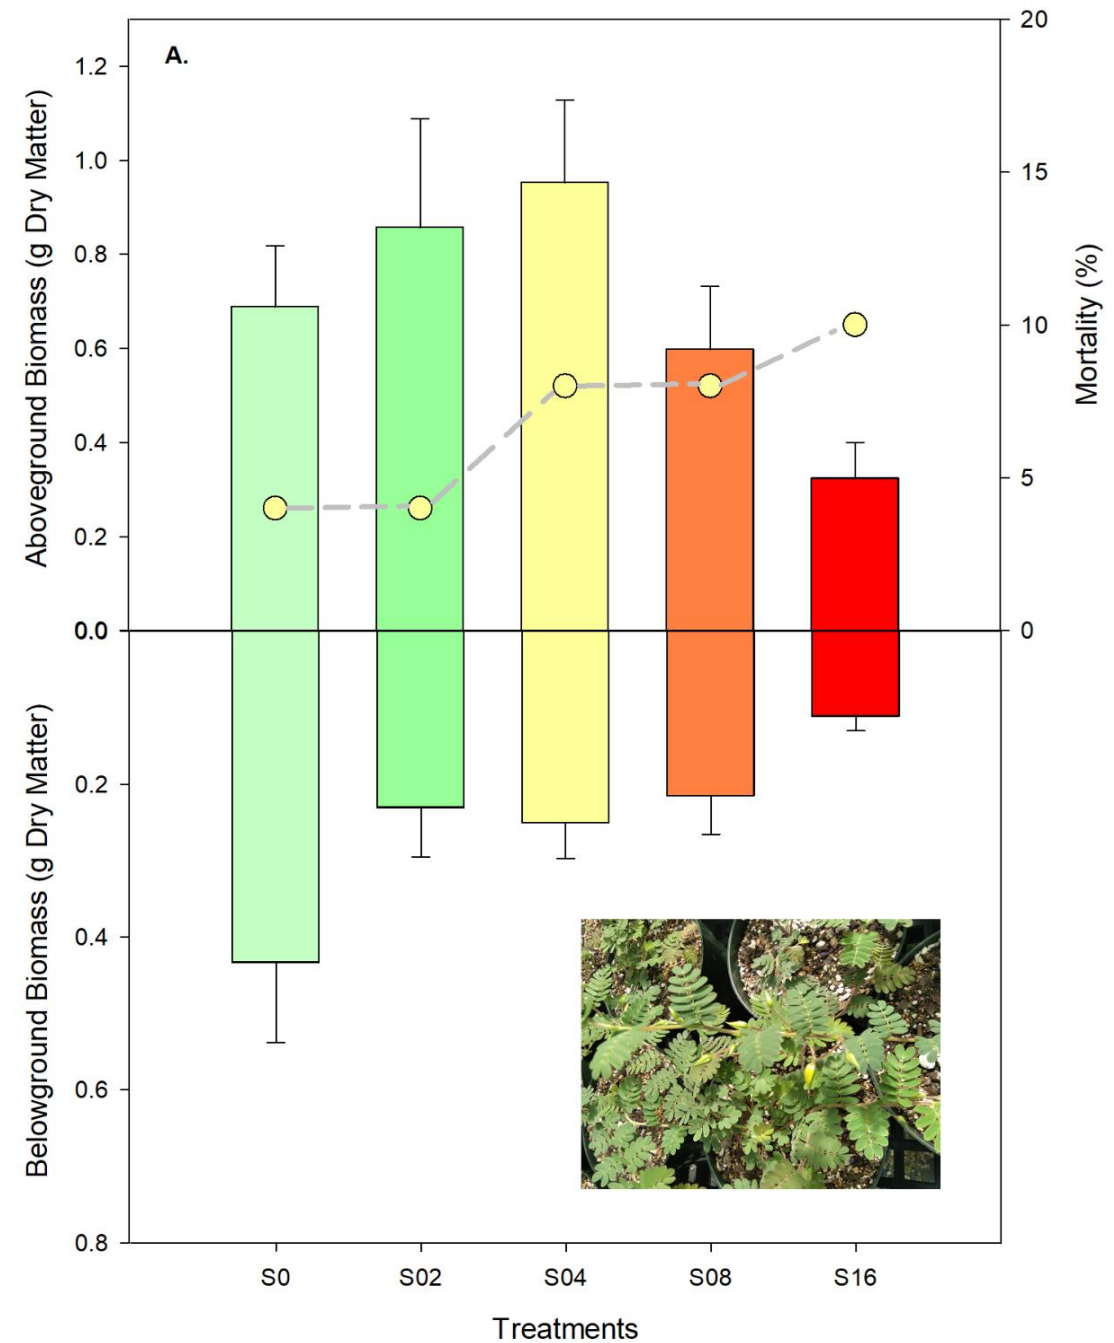 A.
Aboveground Biomass (g Dry Matter)
1.2
1.0
0.8
0.6
0.4
0.2
0.0
Mortality (%)
20
15
10
5
0
Belowground Biomass (g Dry Matter)
0.2
0.4
0.6
0.8
S0 S02 S04 S08 S16
Treatments